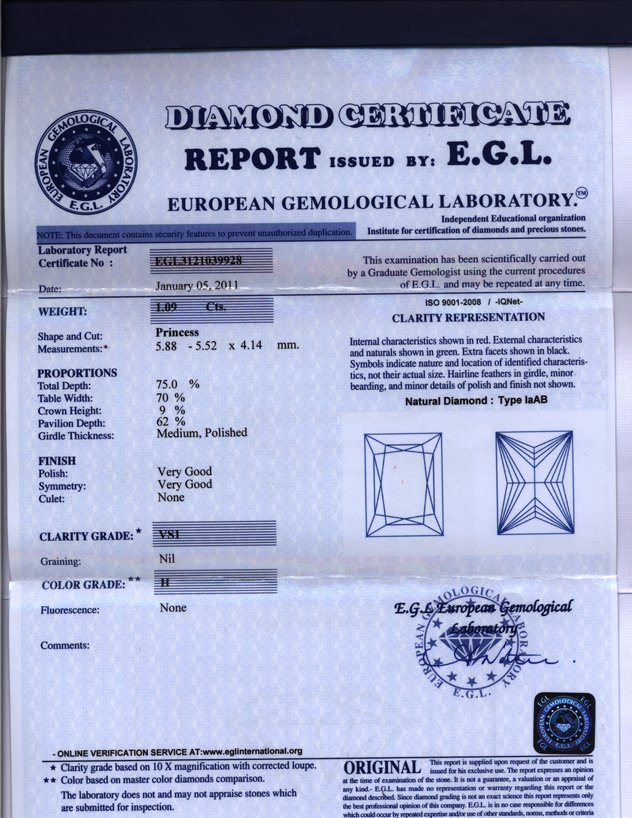 DIAMOND CERTIFICATE
REPORT ISSUED BY: E.G.L.
EUROPEAN GEMOLOGICAL LABORATORY.™
EUROPEAN GEMOLOGICAL LABORATORY
E.G.L.
Independent Educational organization
Institute for certification of diamonds and precious stones.
NOTE: This document contains security features to prevent unauthorized duplication.
Laboratory Report
Certificate No : EGL3121039928
Date: January 05, 2011
This examination has been scientifically carried out
by a Graduate Gemologist using the current procedures
of E.G.L. and may be repeated at any time.
WEIGHT: 1.09 Cts.
Shape and Cut: Princess
Measurements:* 5.88 - 5.52 x 4.14 mm.
PROPORTIONS
Total Depth: 75.0 %
Table Width: 70 %
Crown Height: 9 %
Pavilion Depth: 62 %
Girdle Thickness: Medium, Polished
FINISH
Polish: Very Good
Symmetry: Very Good
Culet: None
CLARITY GRADE: * VS1
Graining: Nil
COLOR GRADE: ** H
Fluorescence: None
Comments:
ISO 9001-2008 / -IQNet-
CLARITY REPRESENTATION
Internal characteristics shown in red. External characteristics
and naturals shown in green. Extra facets shown in black.
Symbols indicate nature and location of identified characteris-
tics, not their actual size. Hairline feathers in girdle, minor
bearding, and minor details of polish and finish not shown.
Natural Diamond : Type IaAB
E.G.L European Gemological
Laboratory
EUROPEAN GEMOLOGICAL LABORATORY
E.G.L.
EGL EGL
E.G.L.
EGL EGL
- ONLINE VERIFICATION SERVICE AT:www.eglinternational.org
* Clarity grade based on 10 X magnification with corrected loupe.
** Color based on master color diamonds comparison.
The laboratory does not and may not appraise stones which
are submitted for inspection.
ORIGINAL This report is supplied upon request of the customer and is
issued for his exclusive use. The report expresses an opinion
at the time of examination of the stone. It is not a guarantee, a valuation or an appraisal of
any kind.- E.G.L. has made no representation or warranty regarding this report or the
diamond described. Since diamond grading is not an exact science this report represents only
the best professional opinion of this company. E.G.L. is in no case responsible for differences
which could occur by repeated expertise and/or use of other standards, norms, methods or criteria